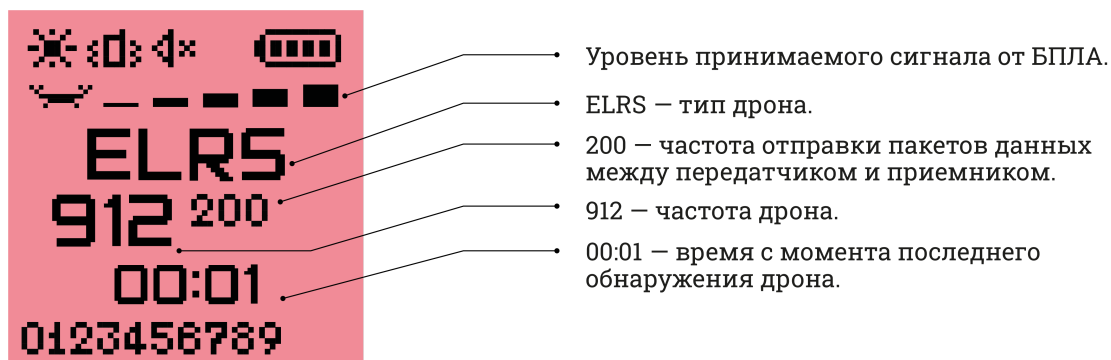 Уровень принимаемого сигнала от БПЛА.
ELRS
ELRS — тип дрона.
912 200
200 — частота отправки пакетов данных
между передатчиком и приемником.
912 — частота дрона.
00:01
00:01 — время с момента последнего
обнаружения дрона.
0123456789